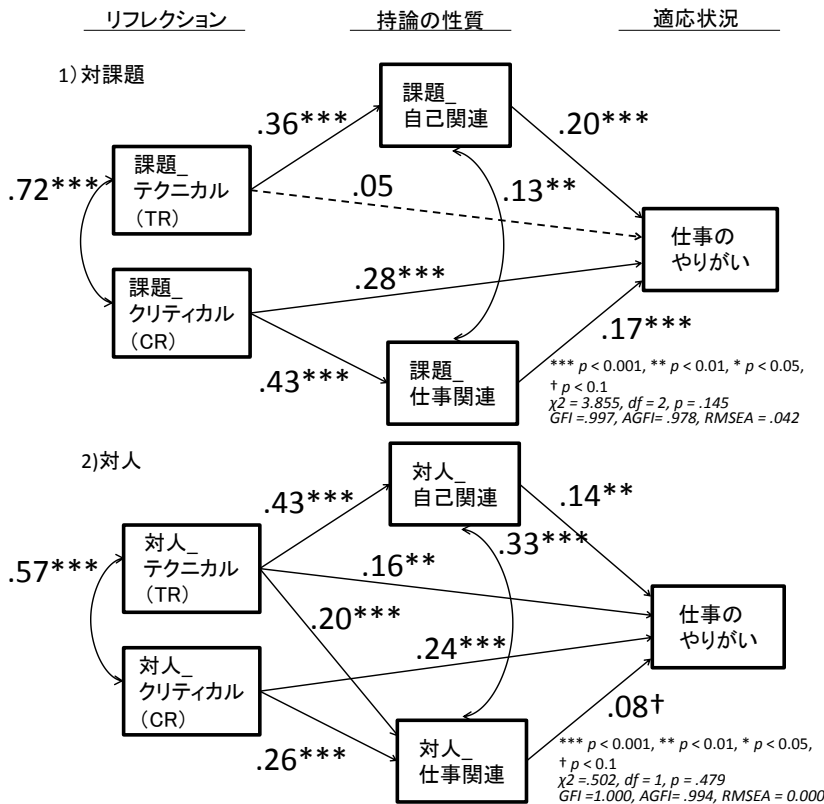 リフレクション
持論の性質
適応状況
1)対課題
課題_
自己関連
.36***
.20***
課題_
テクニカル
(TR)
.72***
.05
.13**
仕事の
やりがい
課題_
クリティカル
(CR)
.28***
.17***
.43***
課題_
仕事関連
*** p < 0.001, ** p < 0.01, * p < 0.05,
† p < 0.1
χ2 = 3.855, df = 2, p = .145
GFI =.997, AGFI= .978, RMSEA = .042
2)対人
対人_
自己関連
.43***
.14**
.33***
対人_
テクニカル
(TR)
.57***
.16**
.20***
仕事の
やりがい
対人_
クリティカル
(CR)
.24***
.08†
.26***
対人_
仕事関連
*** p < 0.001, ** p < 0.01, * p < 0.05,
† p < 0.1
χ2 =.502, df = 1, p = .479
GFI =1.000, AGFI= .994, RMSEA = 0.000